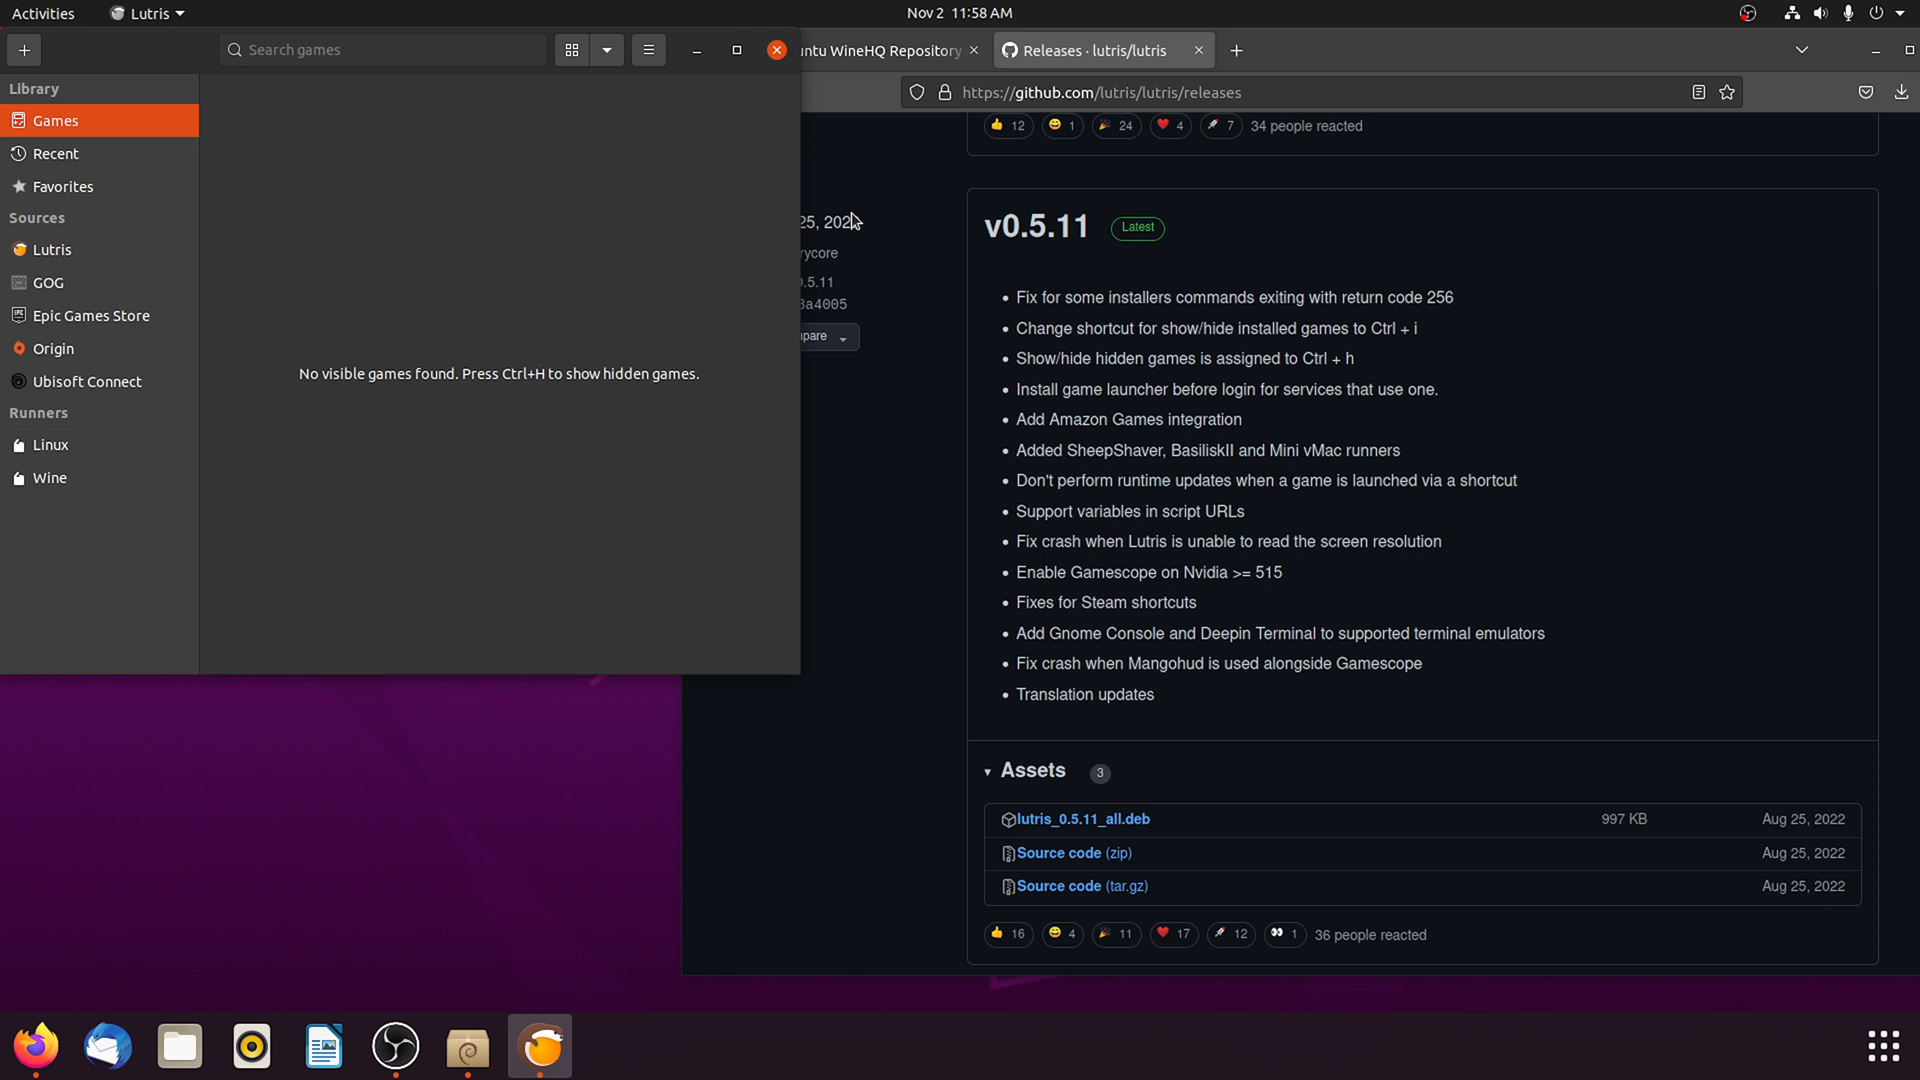 Activities
Lutris
Nov 2 11:58 AM
Search games
Library
Games
Recent
Favorites
Sources
Lutris
GOG
Epic Games Store
Origin
Ubisoft Connect
Runners
Linux
Wine
No visible games found. Press Ctrl+H to show hidden games.
untu WineHQ Repository
Releases · lutris/lutris
https://github.com/lutris/lutris/releases
12 1 24 4 7 34 people reacted
25, 202
rycore
.5.11
3a4005
pare
v0.5.11 Latest
• Fix for some installers commands exiting with return code 256
• Change shortcut for show/hide installed games to Ctrl + i
• Show/hide hidden games is assigned to Ctrl + h
• Install game launcher before login for services that use one.
• Add Amazon Games integration
• Added SheepShaver, BasiliskII and Mini vMac runners
• Don't perform runtime updates when a game is launched via a shortcut
• Support variables in script URLs
• Fix crash when Lutris is unable to read the screen resolution
• Enable Gamescope on Nvidia >= 515
• Fixes for Steam shortcuts
• Add Gnome Console and Deepin Terminal to supported terminal emulators
• Fix crash when Mangohud is used alongside Gamescope
• Translation updates
Assets 3
lutris_0.5.11_all.deb 997 KB Aug 25, 2022
Source code (zip) Aug 25, 2022
Source code (tar.gz) Aug 25, 2022
16 4 11 17 12 1 36 people reacted